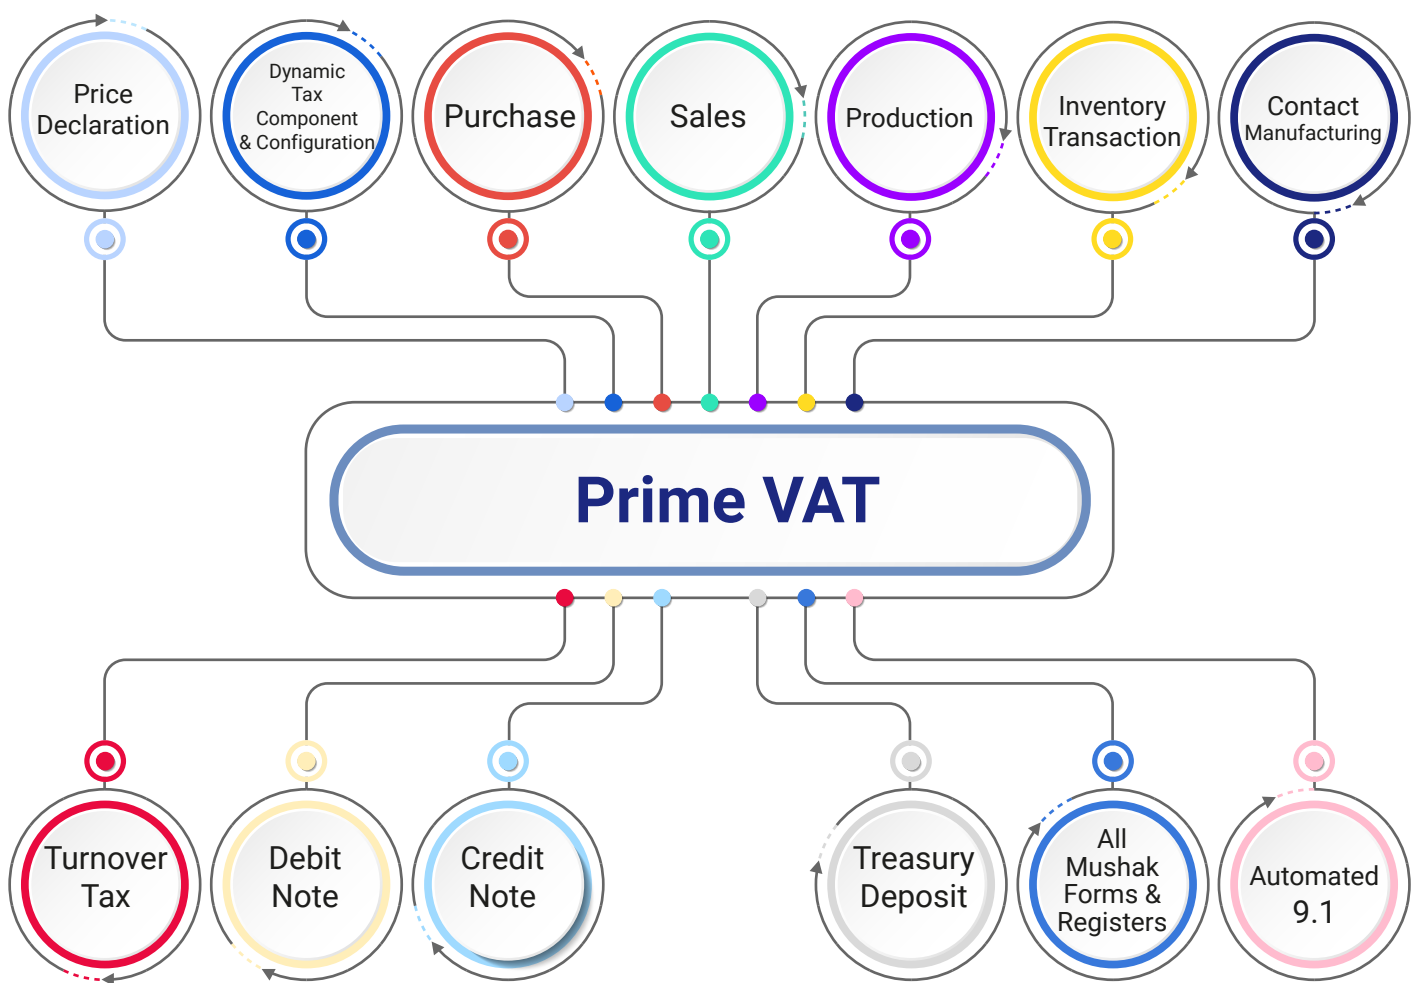 Price
Declaration
Dynamic
Tax
Component
& Configuration
Purchase
Sales
Production
Inventory
Transaction
Contact
Manufacturing
Prime VAT
Turnover
Tax
Debit
Note
Credit
Note
Treasury
Deposit
All
Mushak
Forms &
Registers
Automated
9.1